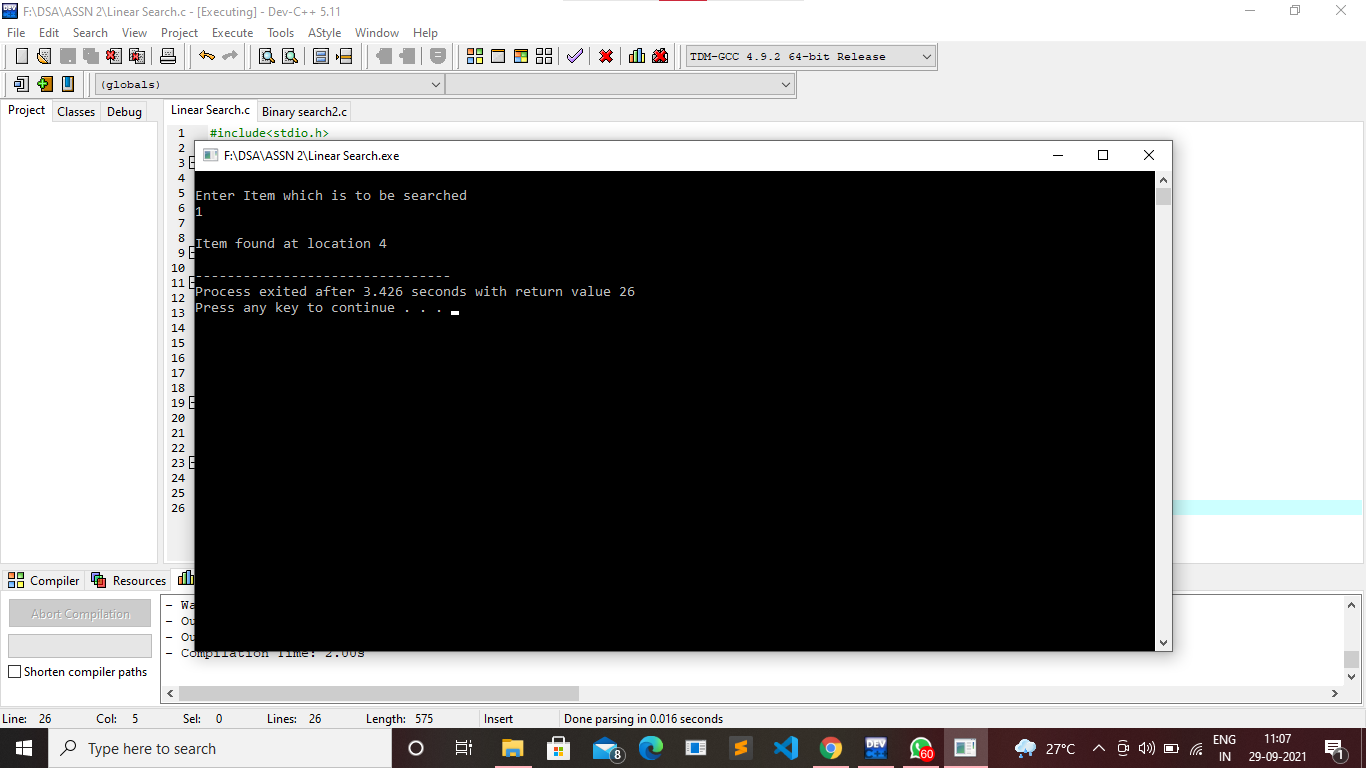 F:\DSA\ASSN 2\Linear Search.c - [Executing] - Dev-C++ 5.11
File Edit Search View Project Execute Tools AStyle Window Help
TDM-GCC 4.9.2 64-bit Release
(globals)
Project Classes Debug Linear Search.c Binary search2.c
1 #include<stdio.h>
2
3
4
5
6
7
8
9
10
11
12
13
14
15
16
17
18
19
20
21
22
23
24
25
26
F:\DSA\ASSN 2\Linear Search.exe
Enter Item which is to be searched
1
Item found at location 4
--------------------------------
Process exited after 3.426 seconds with return value 26
Press any key to continue . . .
Compiler Resources
Abort Compilation
Shorten compiler paths
- Wa
- Ou
- Ou
- Compilation Time: 2.00s
Line: 26 Col: 5 Sel: 0 Lines: 26 Length: 575 Insert Done parsing in 0.016 seconds
Type here to search
DEV
8
60
27°C
ENG
IN
11:07
29-09-2021
1